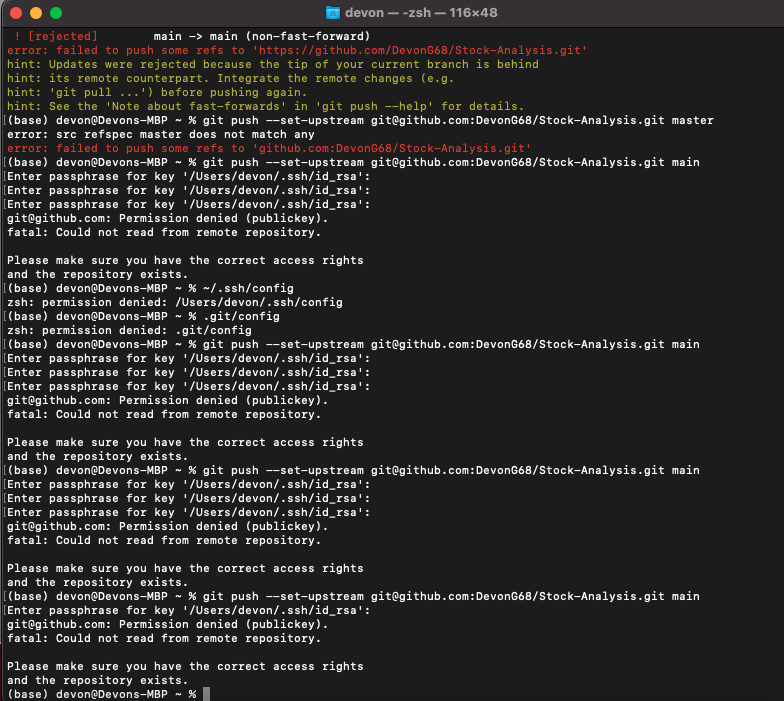 devon — -zsh — 116×48
! [rejected]        main -> main (non-fast-forward)
error: failed to push some refs to 'https://github.com/DevonG68/Stock-Analysis.git'
hint: Updates were rejected because the tip of your current branch is behind
hint: its remote counterpart. Integrate the remote changes (e.g.
hint: 'git pull ...') before pushing again.
hint: See the 'Note about fast-forwards' in 'git push --help' for details.
[(base) devon@Devons-MBP ~ % git push --set-upstream git@github.com:DevonG68/Stock-Analysis.git master
error: src refspec master does not match any
error: failed to push some refs to 'github.com:DevonG68/Stock-Analysis.git'
[(base) devon@Devons-MBP ~ % git push --set-upstream git@github.com:DevonG68/Stock-Analysis.git main
[Enter passphrase for key '/Users/devon/.ssh/id_rsa':
[Enter passphrase for key '/Users/devon/.ssh/id_rsa':
[Enter passphrase for key '/Users/devon/.ssh/id_rsa':
git@github.com: Permission denied (publickey).
fatal: Could not read from remote repository.

Please make sure you have the correct access rights
and the repository exists.
[(base) devon@Devons-MBP ~ % ~/.ssh/config
zsh: permission denied: /Users/devon/.ssh/config
[(base) devon@Devons-MBP ~ % .git/config
zsh: permission denied: .git/config
[(base) devon@Devons-MBP ~ % git push --set-upstream git@github.com:DevonG68/Stock-Analysis.git main
[Enter passphrase for key '/Users/devon/.ssh/id_rsa':
[Enter passphrase for key '/Users/devon/.ssh/id_rsa':
[Enter passphrase for key '/Users/devon/.ssh/id_rsa':
git@github.com: Permission denied (publickey).
fatal: Could not read from remote repository.

Please make sure you have the correct access rights
and the repository exists.
[(base) devon@Devons-MBP ~ % git push --set-upstream git@github.com:DevonG68/Stock-Analysis.git main
[Enter passphrase for key '/Users/devon/.ssh/id_rsa':
[Enter passphrase for key '/Users/devon/.ssh/id_rsa':
[Enter passphrase for key '/Users/devon/.ssh/id_rsa':
git@github.com: Permission denied (publickey).
fatal: Could not read from remote repository.

Please make sure you have the correct access rights
and the repository exists.
[(base) devon@Devons-MBP ~ % git push --set-upstream git@github.com:DevonG68/Stock-Analysis.git main
[Enter passphrase for key '/Users/devon/.ssh/id_rsa':
git@github.com: Permission denied (publickey).
fatal: Could not read from remote repository.

Please make sure you have the correct access rights
and the repository exists.
(base) devon@Devons-MBP ~ %